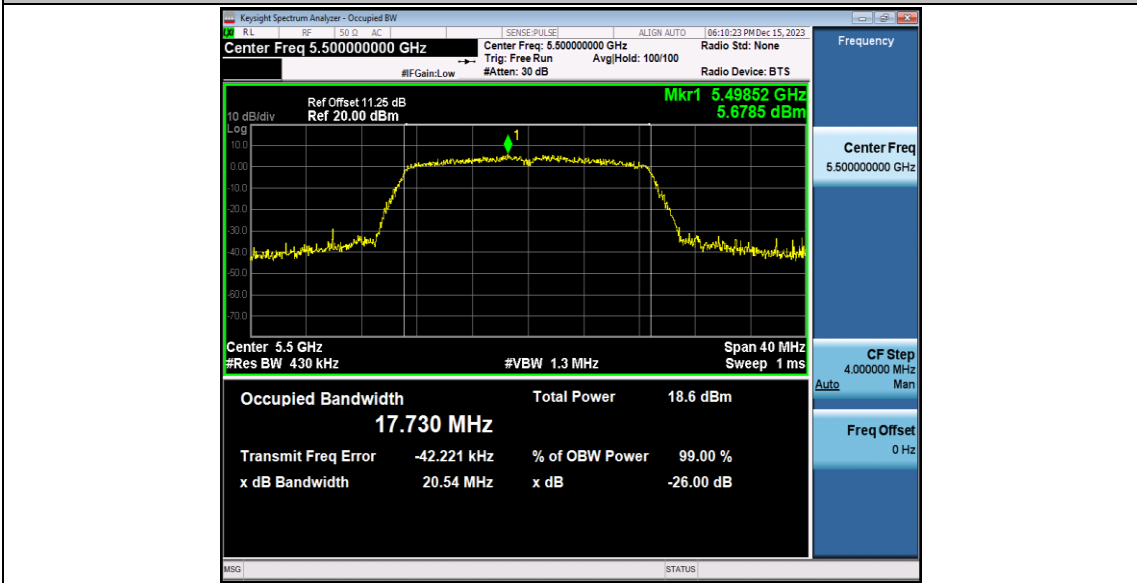 Keysight Spectrum Analyzer - Occupied BW
RL RF 50 Ω AC SENSE:PULSE ALIGN AUTO 06:10:23 PM Dec 15, 2023
Center Freq 5.500000000 GHz
Center Freq: 5.500000000 GHz
Radio Std: None
Trig: Free Run Avg|Hold: 100/100
#IFGain:Low #Atten: 30 dB
Radio Device: BTS
Frequency
Mkr1 5.49852 GHz
5.6785 dBm
Ref Offset 11.25 dB
10 dB/div Ref 20.00 dBm
Log
1
10.0
0.00
-10.0
-20.0
-30.0
-40.0
-50.0
-60.0
-70.0
Center 5.5 GHz Span 40 MHz
#Res BW 430 kHz #VBW 1.3 MHz Sweep 1 ms
Center Freq
5.500000000 GHz
CF Step
4.000000 MHz
Auto Man
Freq Offset
0 Hz
Occupied Bandwidth Total Power 18.6 dBm
17.730 MHz
Transmit Freq Error -42.221 kHz % of OBW Power 99.00 %
x dB Bandwidth 20.54 MHz x dB -26.00 dB
MSG STATUS